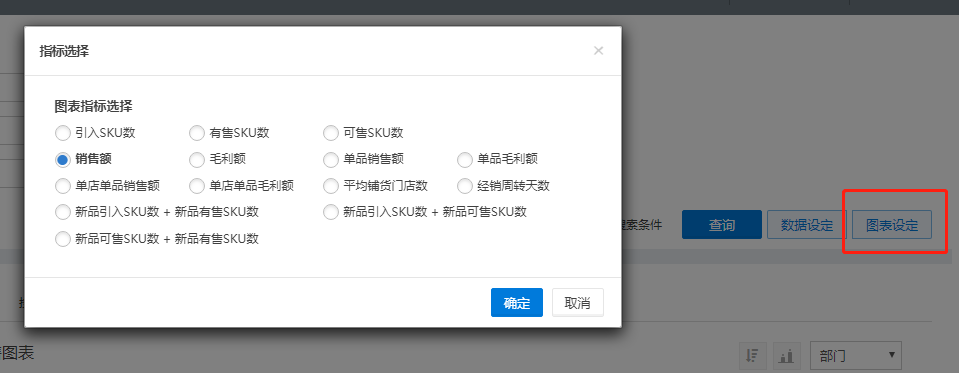 指标选择
图表指标选择
引入SKU数 有售SKU数 可售SKU数
销售额 毛利额 单品销售额 单品毛利额
单店单品销售额 单店单品毛利额 平均铺货门店数 经销周转天数
新品引入SKU数 + 新品有售SKU数 新品引入SKU数 + 新品可售SKU数
新品可售SKU数 + 新品有售SKU数
索条件 查询 数据设定 图表设定
确定 取消
图表 部门